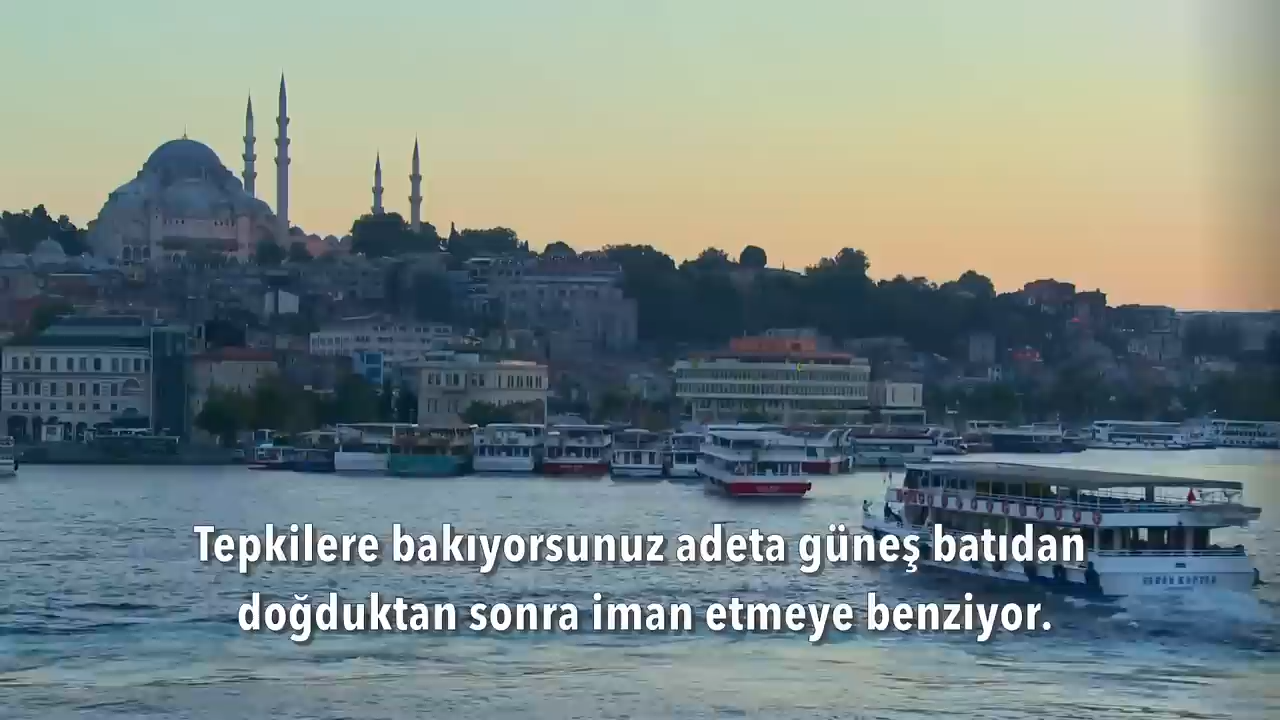 Tepkilere bakıyorsunuz adeta güneş batıdan
doğduktan sonra iman etmeye benziyor.